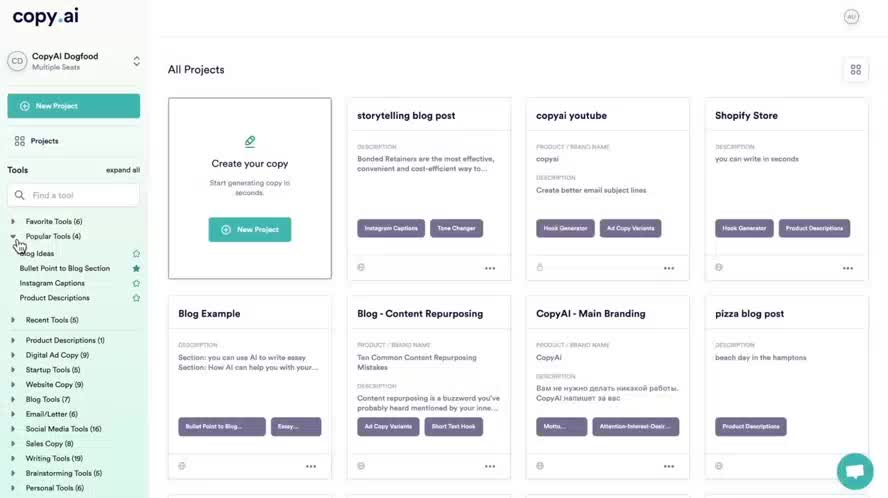 copy.ai
AU
CD
CopyAI Dogfood
Multiple Seats
New Project
Projects
Tools
expand all
Find a tool
Favorite Tools (6)
Popular Tools (4)
Blog Ideas
Bullet Point to Blog Section
Instagram Captions
Product Descriptions
Recent Tools (5)
Product Descriptions (1)
Digital Ad Copy (9)
Startup Tools (5)
Website Copy (9)
Blog Tools (7)
Email/Letter (6)
Social Media Tools (16)
Sales Copy (8)
Writing Tools (19)
Brainstorming Tools (5)
Personal Tools (6)
All Projects
Create your copy
Start generating copy in
seconds.
New Project
storytelling blog post
DESCRIPTION
Bonded Retainers are the most effective,
convenient and cost-efficient way to...
Instagram Captions
Tone Changer
copyai youtube
PRODUCT / BRAND NAME
copyai
DESCRIPTION
Create better email subject lines
Hook Generator
Ad Copy Variants
Shopify Store
DESCRIPTION
you can write in seconds
Hook Generator
Product Descriptions
Blog Example
DESCRIPTION
Section: you can use AI to write essay
Section: How AI can help you with your...
Bullet Point to Blog...
Essay...
Blog - Content Repurposing
PRODUCT / BRAND NAME
Ten Common Content Repurposing
Mistakes
DESCRIPTION
Content repurposing is a buzzword you've
probably heard mentioned by your inne...
Ad Copy Variants
Short Text Hook
CopyAI - Main Branding
PRODUCT / BRAND NAME
CopyAi
DESCRIPTION
Вам не нужно делать никакой работы.
CopyAi напишет за вас
Motto...
Attention-Interest-Desir...
pizza blog post
DESCRIPTION
beach day in the hamptons
Product Descriptions